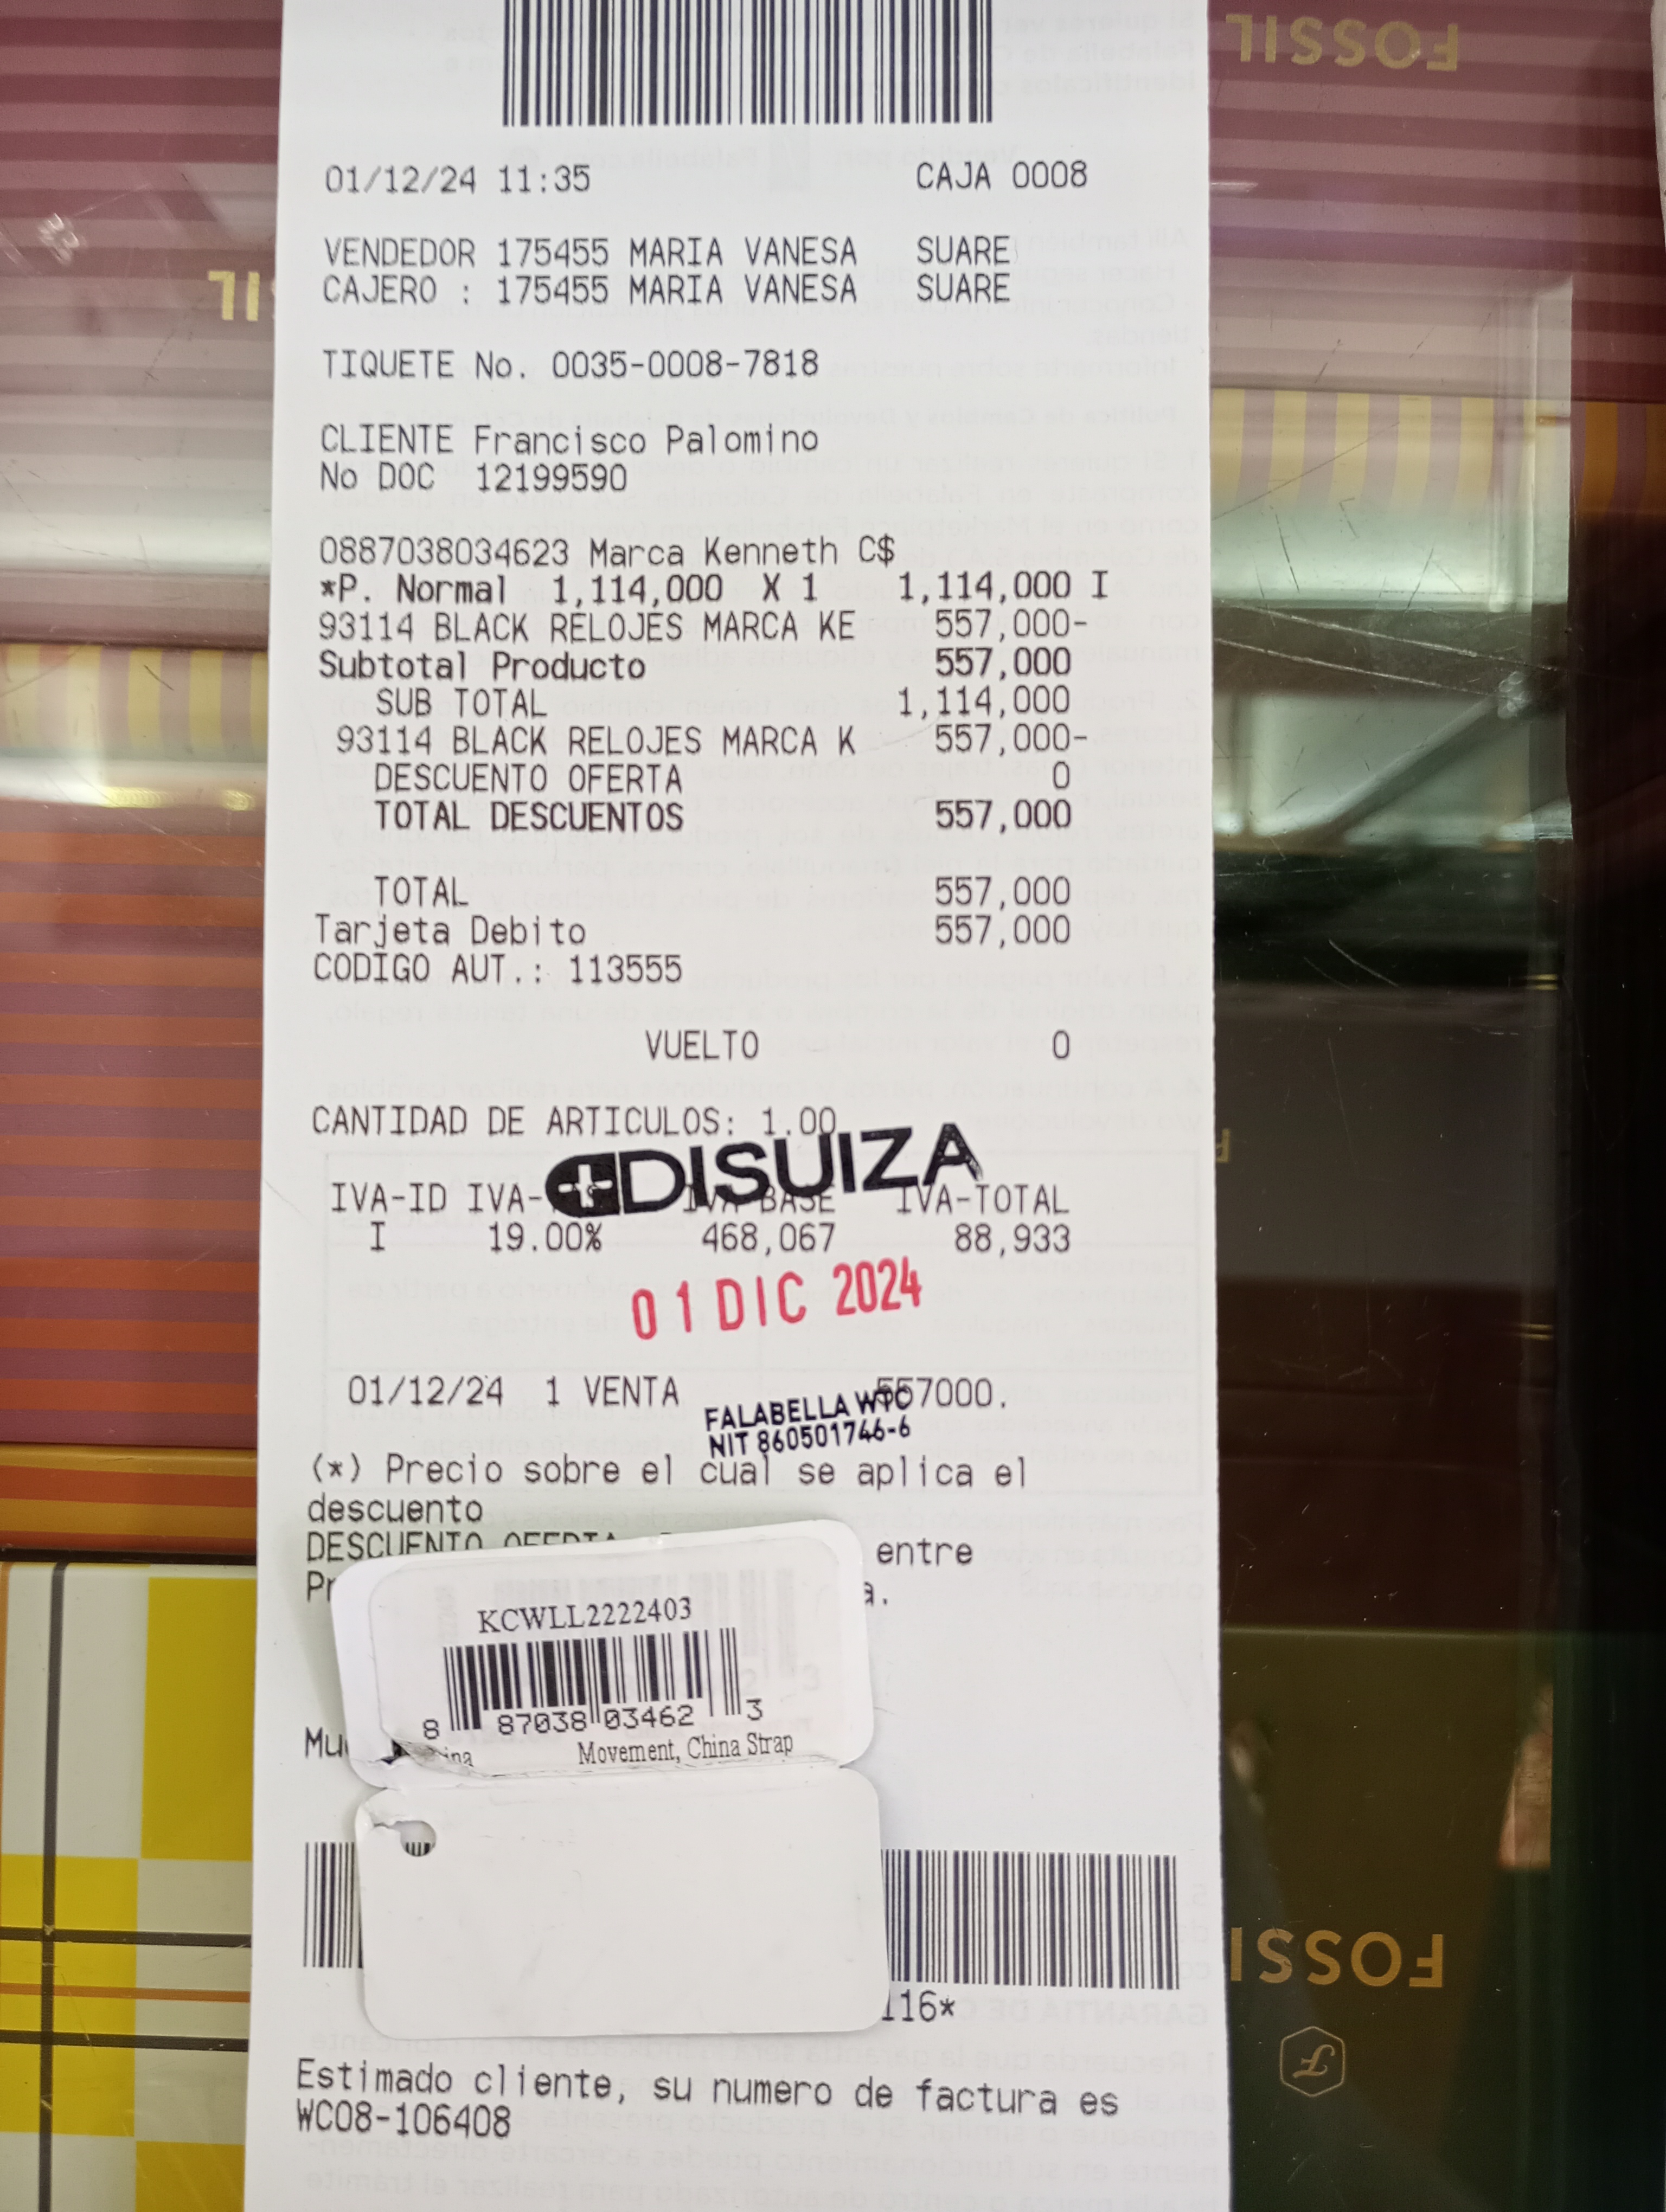 FOSSIL
01/12/24 11:35 CAJA 0008
VENDEDOR 175455 MARIA VANESA SUARE
CAJERO : 175455 MARIA VANESA SUARE
TIQUETE No. 0035-0008-7818
CLIENTE Francisco Palomino
No DOC 12199590
0887038034623 Marca Kenneth C$
*P. Normal 1,114,000 X 1 1,114,000 I
93114 BLACK RELOJES MARCA KE 557,000-
Subtotal Producto 557,000
SUB TOTAL 1,114,000
93114 BLACK RELOJES MARCA K 557,000-
DESCUENTO OFERTA 0
TOTAL DESCUENTOS 557,000
TOTAL 557,000
Tarjeta Debito 557,000
CODIGO AUT.: 113555
VUELTO 0
CANTIDAD DE ARTICULOS: 1.00
DISUIZA
IVA-ID IVA- IVA-BASE IVA-TOTAL
I 19.00% 468,067 88,933
01 DIC 2024
01/12/24 1 VENTA 557000.
FALABELLA WTC
NIT 860501746-6
(*) Precio sobre el cual se aplica el
descuento
DESCUENTO OFERTA entre
KCWLL2222403
8 87038 03462 3
Movement, China Strap
116*
FOSSI
Estimado cliente, su numero de factura es
WC08-106408